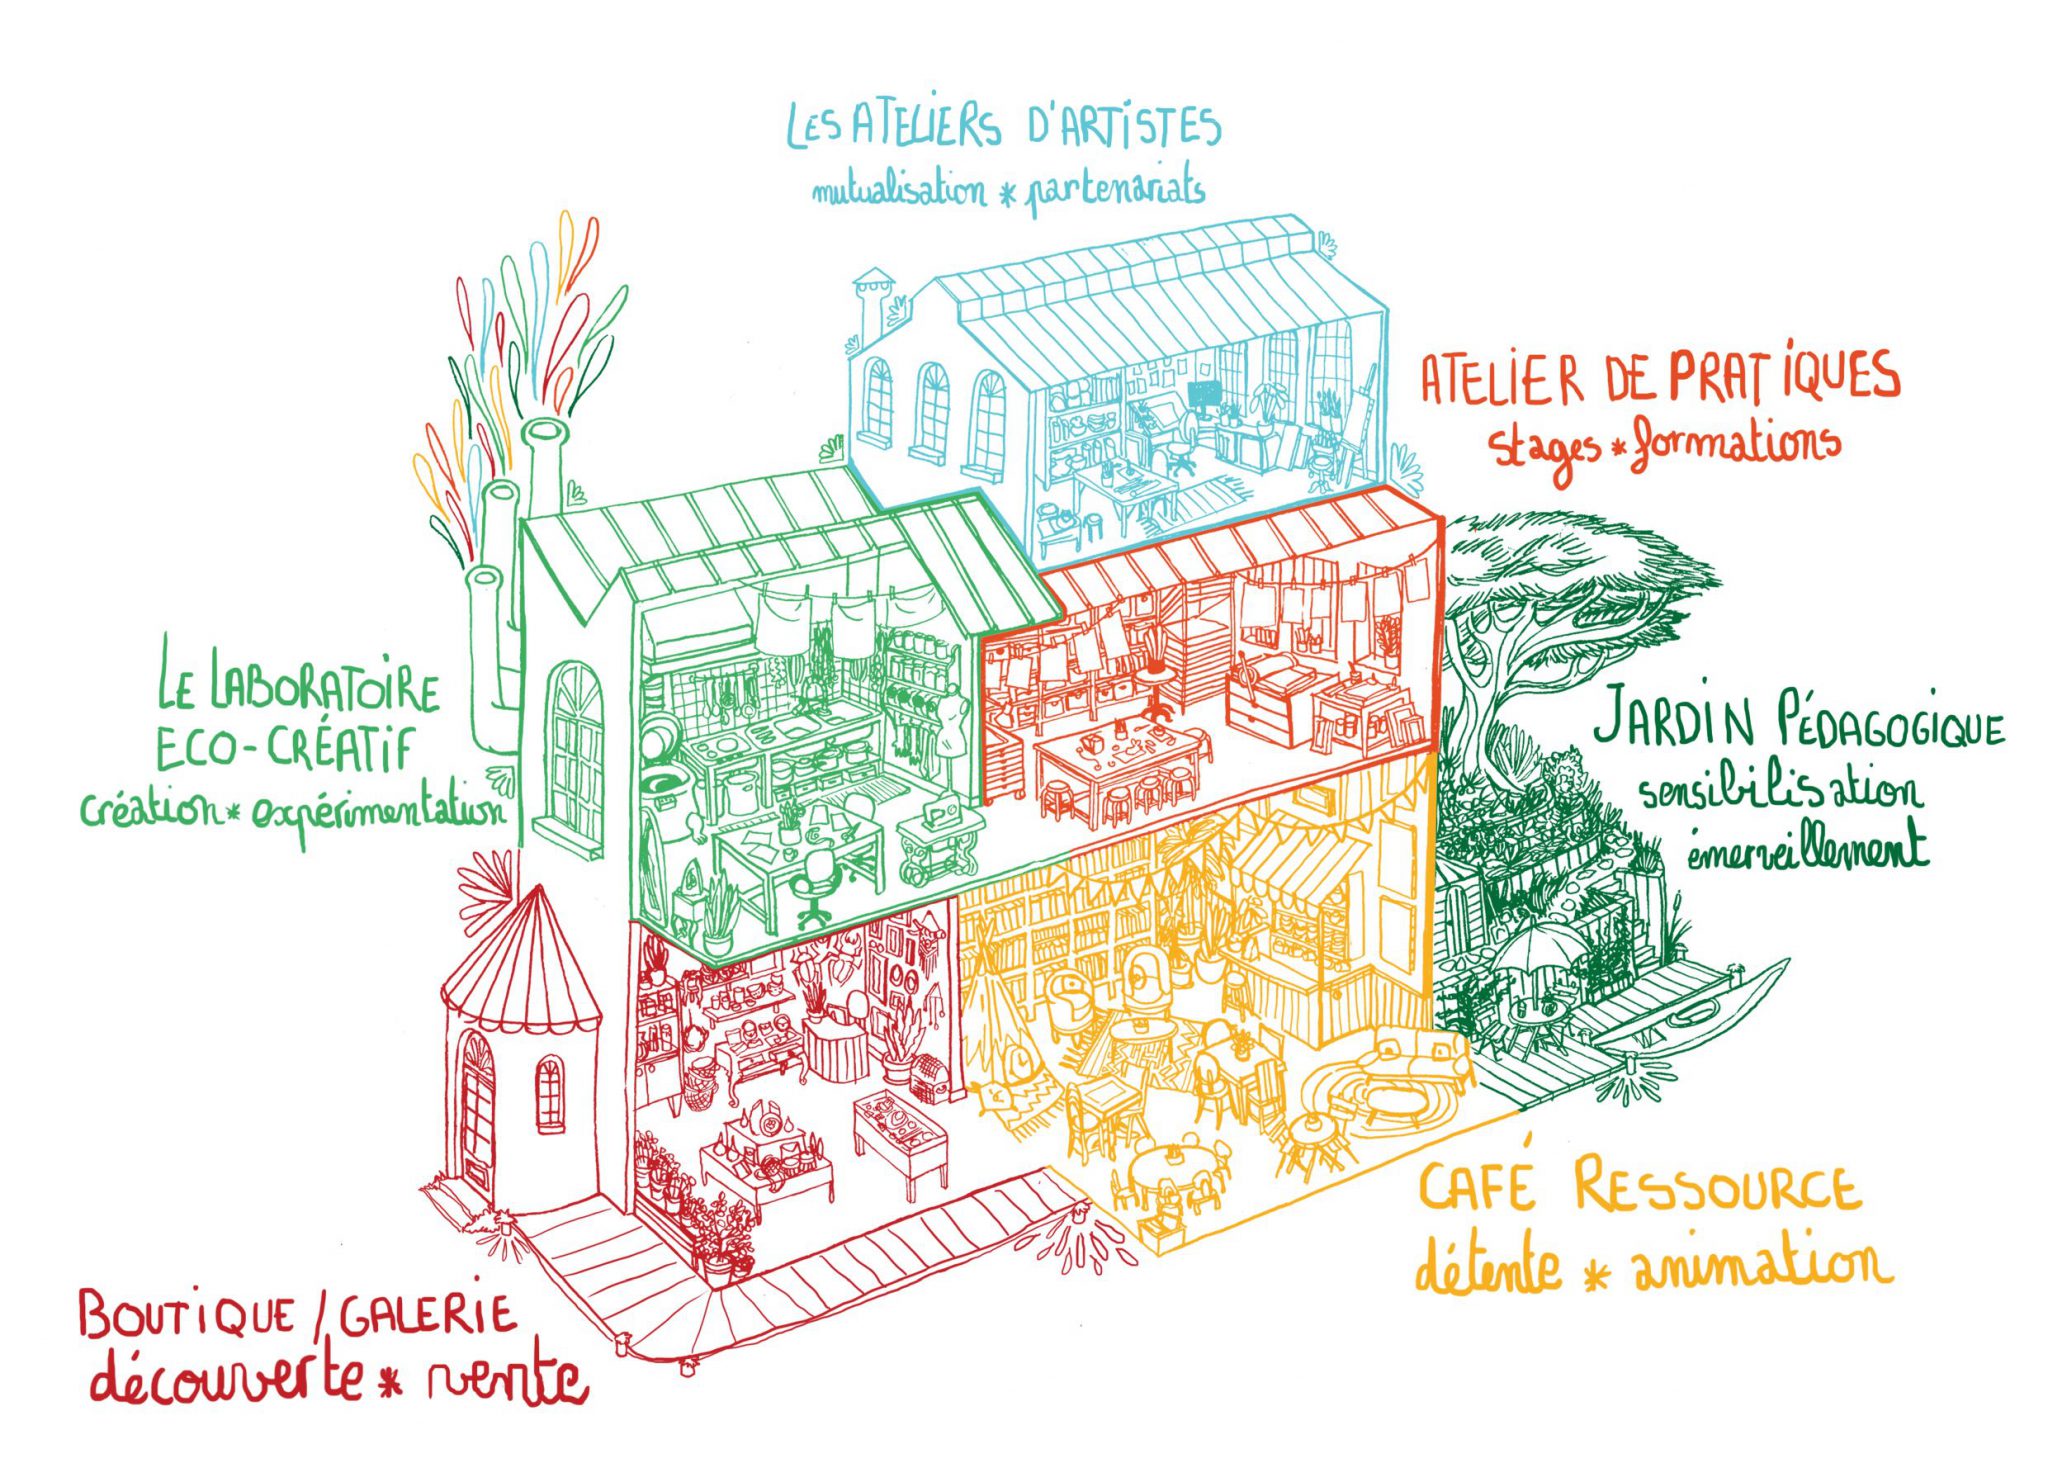 LES ATELIERS D'ARTISTES
mutualisation * partenariats
ATELIER DE PRATIQUES
stages * formations
LE LABORATOIRE
ECO-CRÉATIF
création * expérimentation
JARDIN PÉDAGOGIQUE
sensibilisation
émerveillement
CAFÉ RESSOURCE
détente * animation
BOUTIQUE / GALERIE
découverte * vente